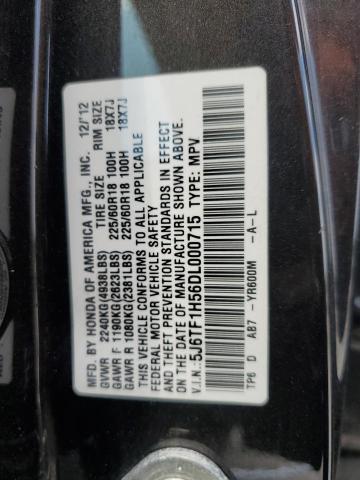 MFD. BY HONDA OF AMERICA MFG., INC. 12/'12
TIRE SIZE RIM SIZE
GVWR 2240KG(4938LBS)
GAWR F 1190KG(2623LBS) 225/60R18 100H 18X7J
GAWR R 1080KG(2381LBS) 225/60R18 100H 18X7J
THIS VEHICLE CONFORMS TO ALL APPLICABLE
FEDERAL MOTOR VEHICLE SAFETY
AND THEFT PREVENTION STANDARDS IN EFFECT
ON THE DATE OF MANUFACTURE SHOWN ABOVE.
V.I.N.: 5J6TF1H56DL000715 TYPE: MPV
TP6 D AB7 -YR600M -A-L